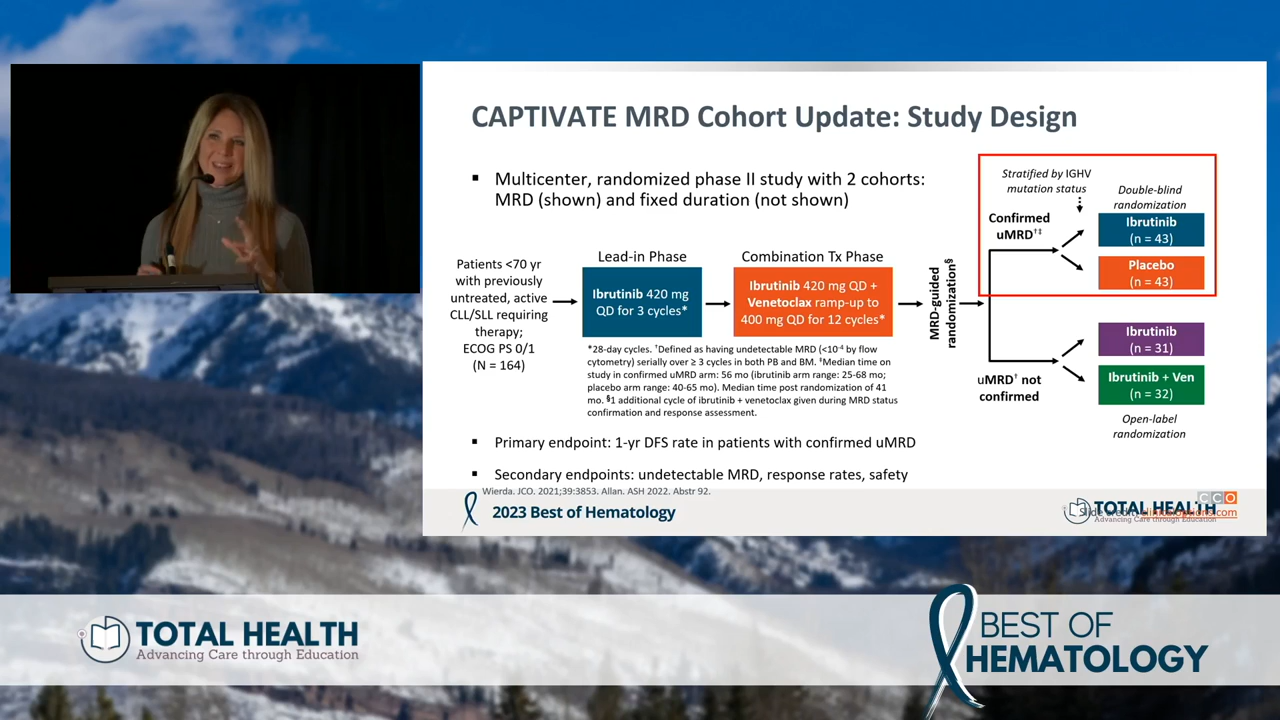 CAPTIVATE MRD Cohort Update: Study Design
▪ Multicenter, randomized phase II study with 2 cohorts:
MRD (shown) and fixed duration (not shown)
Patients <70 yr
with previously
untreated, active
CLL/SLL requiring
therapy;
ECOG PS 0/1
(N = 164)
Lead-in Phase
Ibrutinib 420 mg
QD for 3 cycles*
Combination Tx Phase
Ibrutinib 420 mg QD +
Venetoclax ramp-up to
400 mg QD for 12 cycles*
MRD-guided
randomization§
Stratified by IGHV
mutation status
Double-blind
randomization
Confirmed
uMRD†‡
Ibrutinib
(n = 43)
Placebo
(n = 43)
uMRD† not
confirmed
Ibrutinib
(n = 31)
Ibrutinib + Ven
(n = 32)
Open-label
randomization
*28-day cycles. †Defined as having undetectable MRD (<10-4 by flow
cytometry) serially over ≥ 3 cycles in both PB and BM. ‡Median time on
study in confirmed uMRD arm: 56 mo (ibrutinib arm range: 25-68 mo;
placebo arm range: 40-65 mo). Median time post randomization of 41
mo. §1 additional cycle of ibrutinib + venetoclax given during MRD status
confirmation and response assessment.
▪ Primary endpoint: 1-yr DFS rate in patients with confirmed uMRD
▪ Secondary endpoints: undetectable MRD, response rates, safety
Wierda. JCO. 2021;39:3853. Allan. ASH 2022. Abstr 92.
2023 Best of Hematology
CCO
TOTAL HEALTH
Advancing Care through Education
TOTAL HEALTH
Advancing Care through Education
BEST OF
HEMATOLOGY